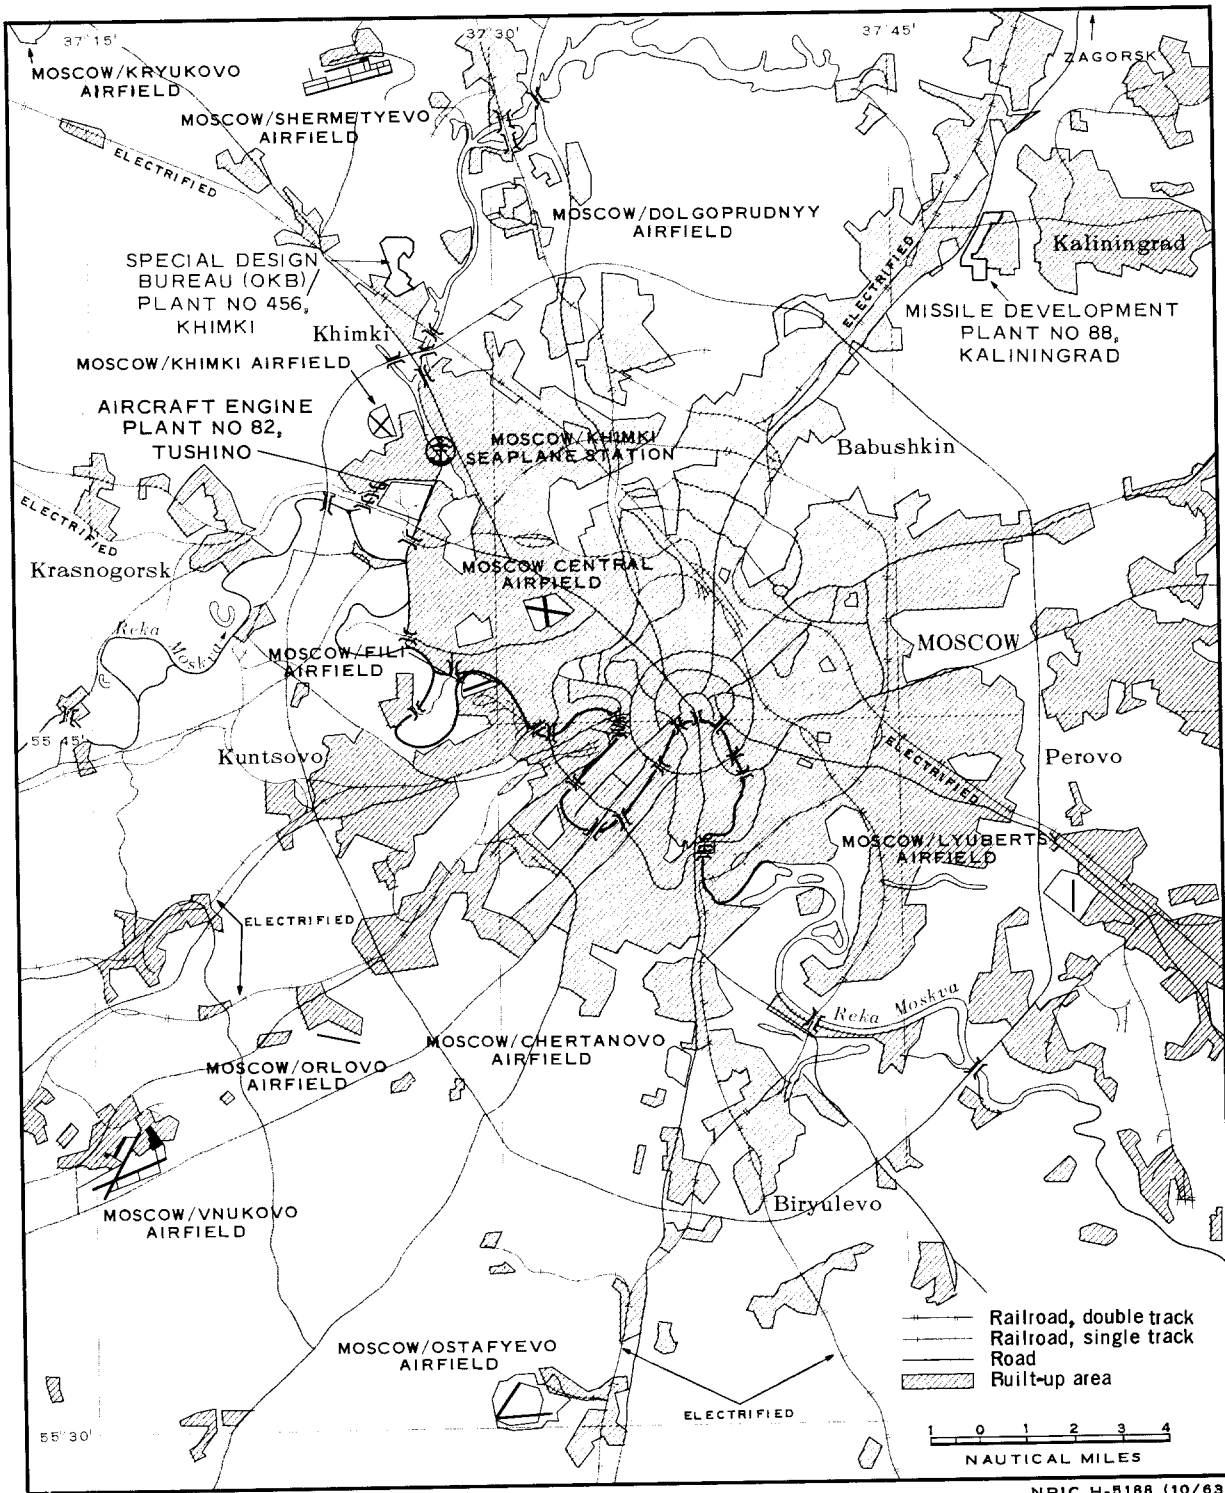 37°15'
37°30'
37°45'
ZAGORSK
MOSCOW/KRYUKOVO
AIRFIELD
MOSCOW/SHERMETYEVO
AIRFIELD
ELECTRIFIED
MOSCOW/DOLGOPRUDNYY
AIRFIELD
Kaliningrad
ELECTRIFIED
SPECIAL DESIGN
BUREAU (OKB)/
PLANT NO 456,
KHIMKI
Khimki
MISSILE DEVELOPMENT
PLANT NO 88,
KALININGRAD
MOSCOW/KHIMKI AIRFIELD
AIRCRAFT ENGINE
PLANT NO 82,
TUSHINO
MOSCOW/KHIMKI
SEAPLANE STATION
Babushkin
ELECTRIFIED
Krasnogorsk
MOSCOW CENTRAL
AIRFIELD
Reka Moskva
MOSCOW/FILI
AIRFIELD
MOSCOW
55°45'
Kuntsovo
ELECTRIFIED
Perovo
MOSCOW/LYUBERTSY
AIRFIELD
ELECTRIFIED
Reka Moskva
MOSCOW/CHERTANOVO
AIRFIELD
MOSCOW/ORLOVO
AIRFIELD
MOSCOW/VNUKOVO
AIRFIELD
Biryulevo
MOSCOW/OSTAFYEVO
AIRFIELD
ELECTRIFIED
55°30'
Railroad, double track
Railroad, single track
Road
Built-up area
1 0 1 2 3 4
NAUTICAL MILES
NPIC H-5188 (10/63